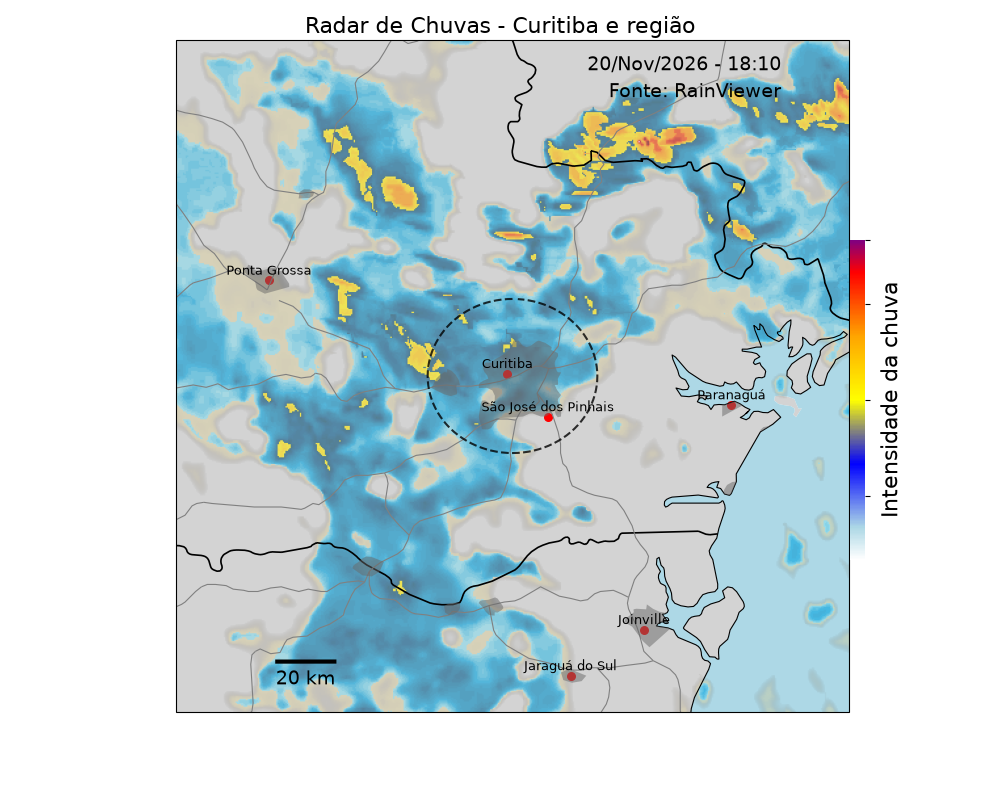 Radar de Chuvas - Curitiba e região
20/Nov/2026 - 18:10
Fonte: RainViewer
Ponta Grossa
Curitiba
São José dos Pinhais
Paranaguá
Joinville
Jaraguá do Sul
20 km
Intensidade da chuva